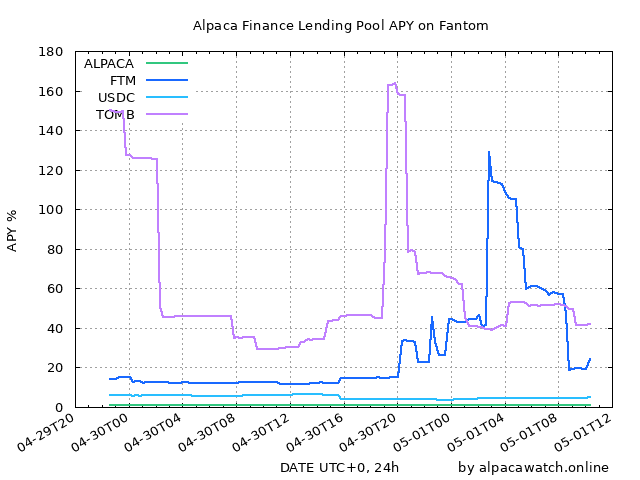 Alpaca Finance Lending Pool APY on Fantom
APY %
180
160
140
120
100
80
60
40
20
0
ALPACA
FTM
USDC
TOMB
04-29T20
04-30T00
04-30T04
04-30T08
04-30T12
04-30T16
04-30T20
05-01T00
05-01T04
05-01T08
05-01T12
DATE UTC+0, 24h
by alpacawatch.online